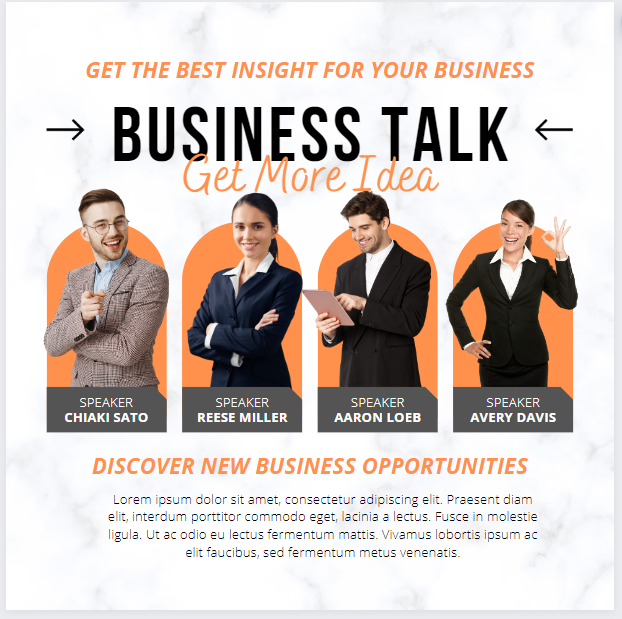 GET THE BEST INSIGHT FOR YOUR BUSINESS
BUSINESS TALK
Get More Idea
SPEAKER
CHIAKI SATO
SPEAKER
REESE MILLER
SPEAKER
AARON LOEB
SPEAKER
AVERY DAVIS
DISCOVER NEW BUSINESS OPPORTUNITIES
Lorem ipsum dolor sit amet, consectetur adipiscing elit. Praesent diam
elit, interdum porttitor commodo eget, lacinia a lectus. Fusce in molestie
ligula. Ut ac odio eu lectus fermentum mattis. Vivamus lobortis ipsum ac
elit faucibus, sed fermentum metus venenatis.